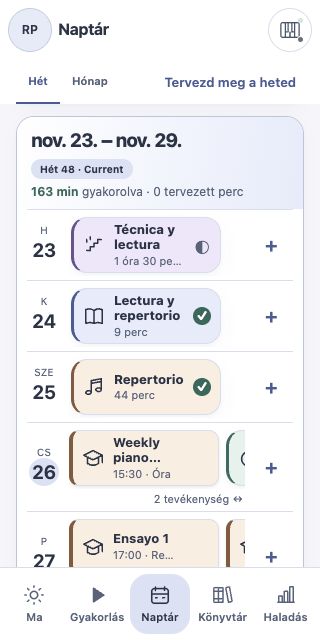 RP
Naptár
Hét
Hónap
Tervezd meg a heted
nov. 23. – nov. 29.
Hét 48 · Current
163 min gyakorolva · 0 tervezett perc
H
23
Técnica y
lectura
1 óra 30 pe...
+
K
24
Lectura y
repertorio
9 perc
+
SZE
25
Repertorio
44 perc
+
CS
26
Weekly
piano...
15:30 · Óra
+
2 tevékenység ↔
P
27
Ensayo 1
17:00 · Re...
+
Ma
Gyakorlás
Naptár
Könyvtár
Haladás